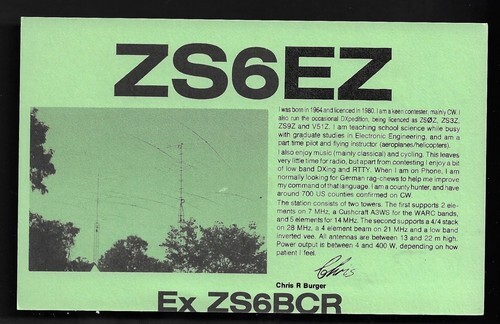 ZS6EZ
I was born in 1964 and licenced in 1980. I am a keen contester, mainly CW. I
also run the occasional DXpedition, being licenced as ZSØZ, ZS3Z,
ZS9Z and V51Z. I am teaching school science while busy
with graduate studies in Electronic Engineering, and am a
part time pilot and flying instructor (aeroplanes/helicopters).
I also enjoy music (mainly classical) and cycling. This leaves
very little time for radio, but apart from contesting I enjoy a bit
of low band DXing and RTTY. When I am on Phone, I am
normally looking for German rag-chews to help me improve
my command of that language. I am a county hunter, and have
around 700 US counties confirmed on CW.
The station consists of two towers. The first supports 2 ele-
ments on 7 MHz, a Cushcraft A3WS for the WARC bands,
and 5 elements for 14 MHz. The second supports a 4/4 stack
on 28 MHz, a 4 element beam on 21 MHz and a low band
inverted vee. All antennas are between 13 and 22 m high.
Power output is between 4 and 400 W, depending on how
patient I feel.
Chris
Chris R Burger
Ex ZS6BCR